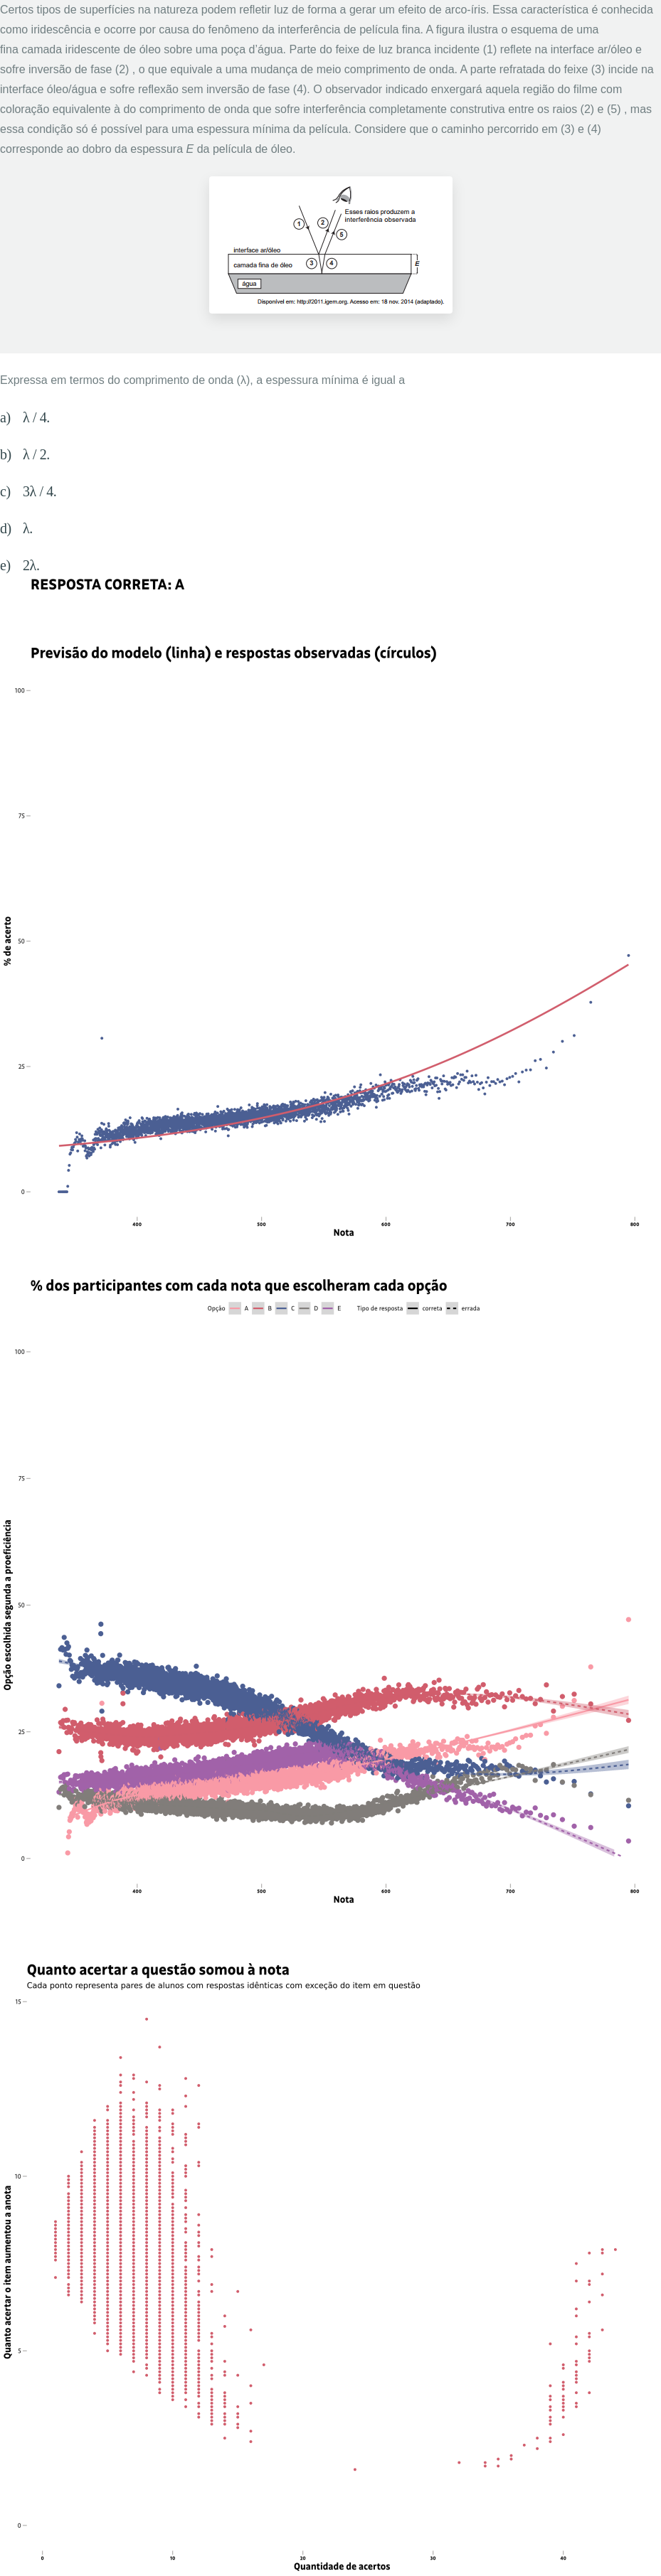 Certos tipos de superfícies na natureza podem refletir luz de forma a gerar um efeito de arco-íris. Essa característica é conhecida
como iridescência e ocorre por causa do fenômeno da interferência de película fina. A figura ilustra o esquema de uma
fina camada iridescente de óleo sobre uma poça d'água. Parte do feixe de luz branca incidente (1) reflete na interface ar/óleo e
sofre inversão de fase (2) , o que equivale a uma mudança de meio comprimento de onda. A parte refratada do feixe (3) incide na
interface óleo/água e sofre reflexão sem inversão de fase (4). O observador indicado enxergará aquela região do filme com
coloração equivalente à do comprimento de onda que sofre interferência completamente construtiva entre os raios (2) e (5) , mas
essa condição só é possível para uma espessura mínima da película. Considere que o caminho percorrido em (3) e (4)
corresponde ao dobro da espessura E da película de óleo.
Esses raios produzem a
interferência observada
1
2
5
interface ar/óleo
camada fina de óleo
3
4
E
água
Disponível em: http://2011.igem.org. Acesso em: 18 nov. 2014 (adaptado).
Expressa em termos do comprimento de onda (λ), a espessura mínima é igual a
a) λ / 4.
b) λ / 2.
c) 3λ / 4.
d) λ.
e) 2λ.
RESPOSTA CORRETA: A
Previsão do modelo (linha) e respostas observadas (círculos)
100
75
50
25
0
% de acerto
400 500 600 700 800
Nota
% dos participantes com cada nota que escolheram cada opção
Opção A B C D E Tipo de resposta correta errada
100
75
50
25
0
Opção escolhida segunda a proeficiência
400 500 600 700 800
Nota
Quanto acertar a questão somou à nota
Cada ponto representa pares de alunos com respostas idênticas com exceção do item em questão
15
10
5
0
Quanto acertar o item aumentou a anota
0 10 20 30 40
Quantidade de acertos